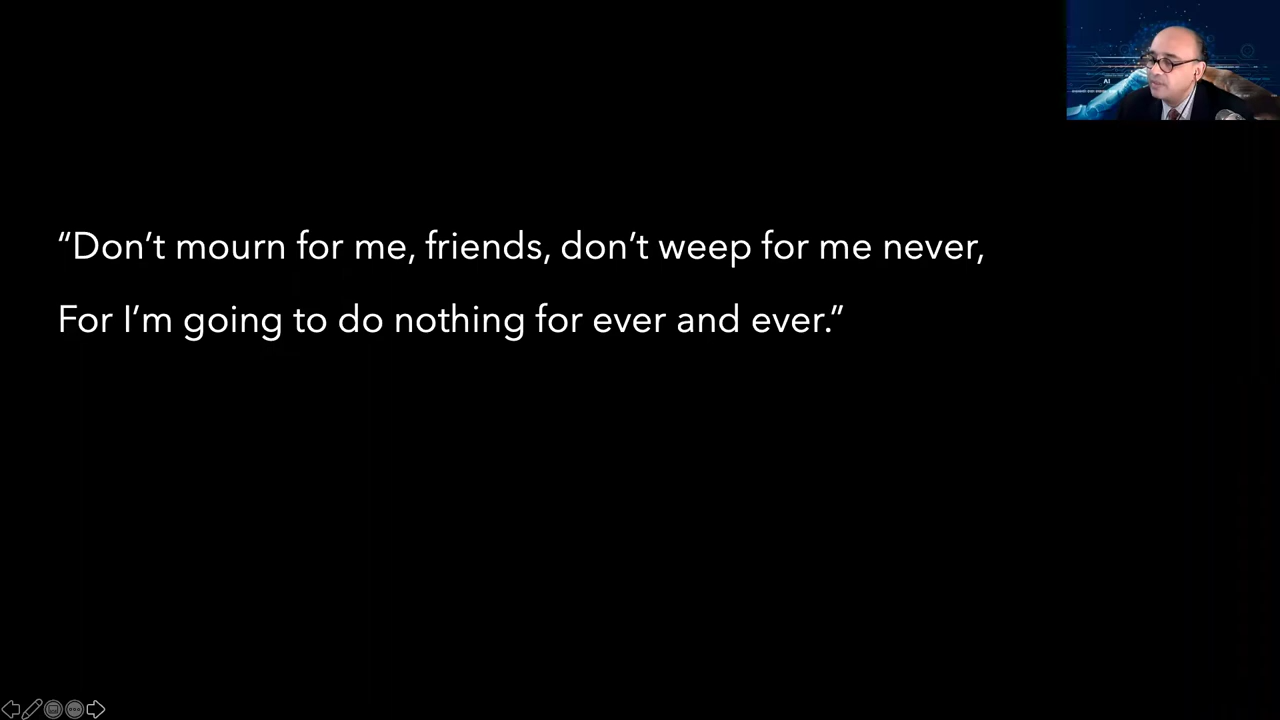 “Don’t mourn for me, friends, don’t weep for me never,
For I’m going to do nothing for ever and ever.”
AI